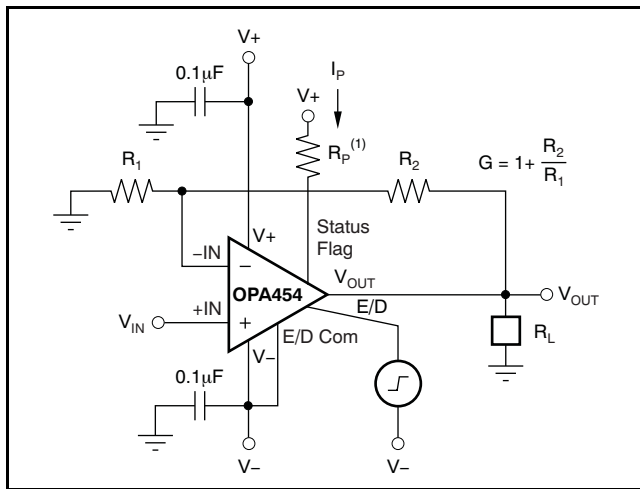 V+
0.1µF
I_P
V+
R_P^(1)
R_1
R_2
G = 1 + R_2/R_1
V+
Status
Flag
−IN
−
V_OUT
OPA454
V_OUT
E/D
+IN
+
V_IN
E/D Com
R_L
V−
0.1µF
V−
V−